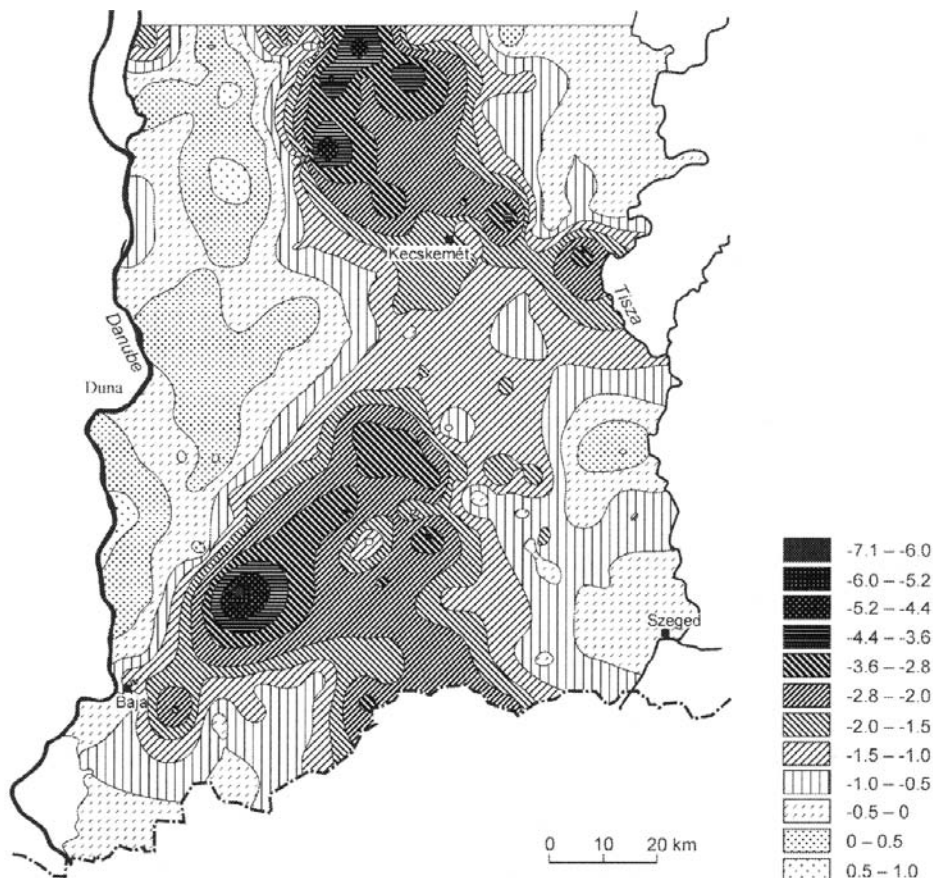 Kecskemét
Tisza
Danube
Duna
Szeged
Baja
-7.1 – -6.0
-6.0 – -5.2
-5.2 – -4.4
-4.4 – -3.6
-3.6 – -2.8
-2.8 – -2.0
-2.0 – -1.5
-1.5 – -1.0
-1.0 – -0.5
-0.5 – 0
0 – 0.5
0.5 – 1.0
0 10 20 km